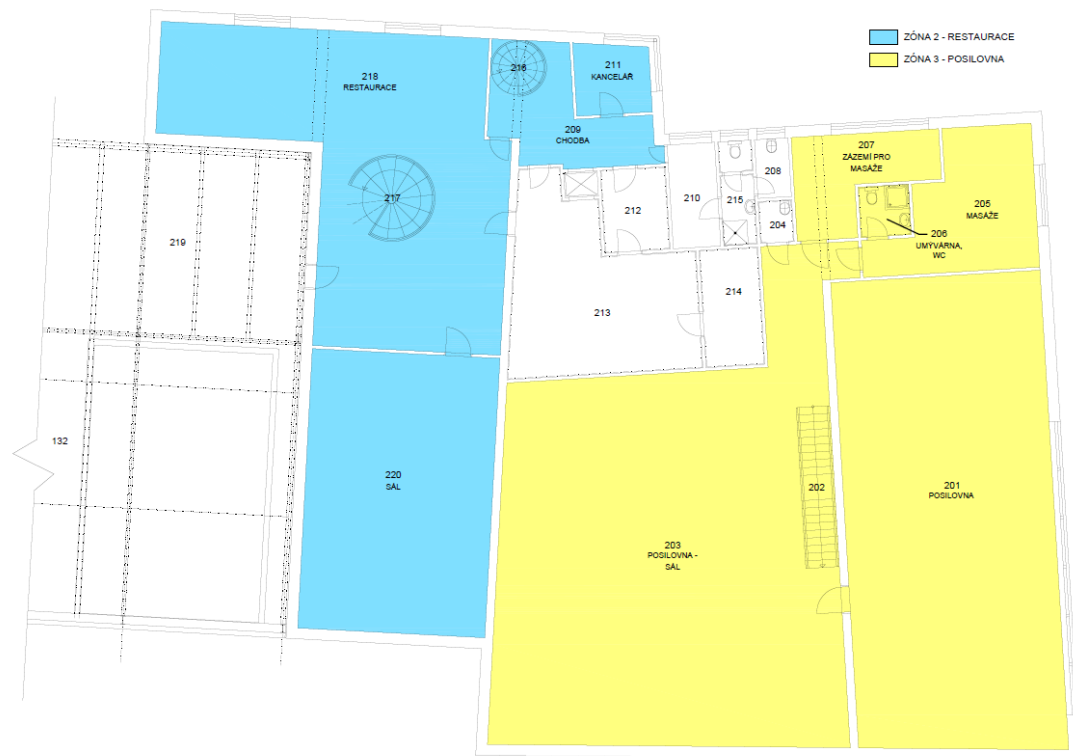 ZÓNA 2 - RESTAURACE
ZÓNA 3 - POSILOVNA
218
RESTAURACE
216
211
KANCELÁŘ
209
CHODBA
207
ZÁZEMÍ PRO
MASÁŽE
208
205
MASÁŽE
206
UMÝVÁRNA,
WC
217
212
210
215
204
219
213
214
132
220
SÁL
202
201
POSILOVNA
203
POSILOVNA -
SÁL